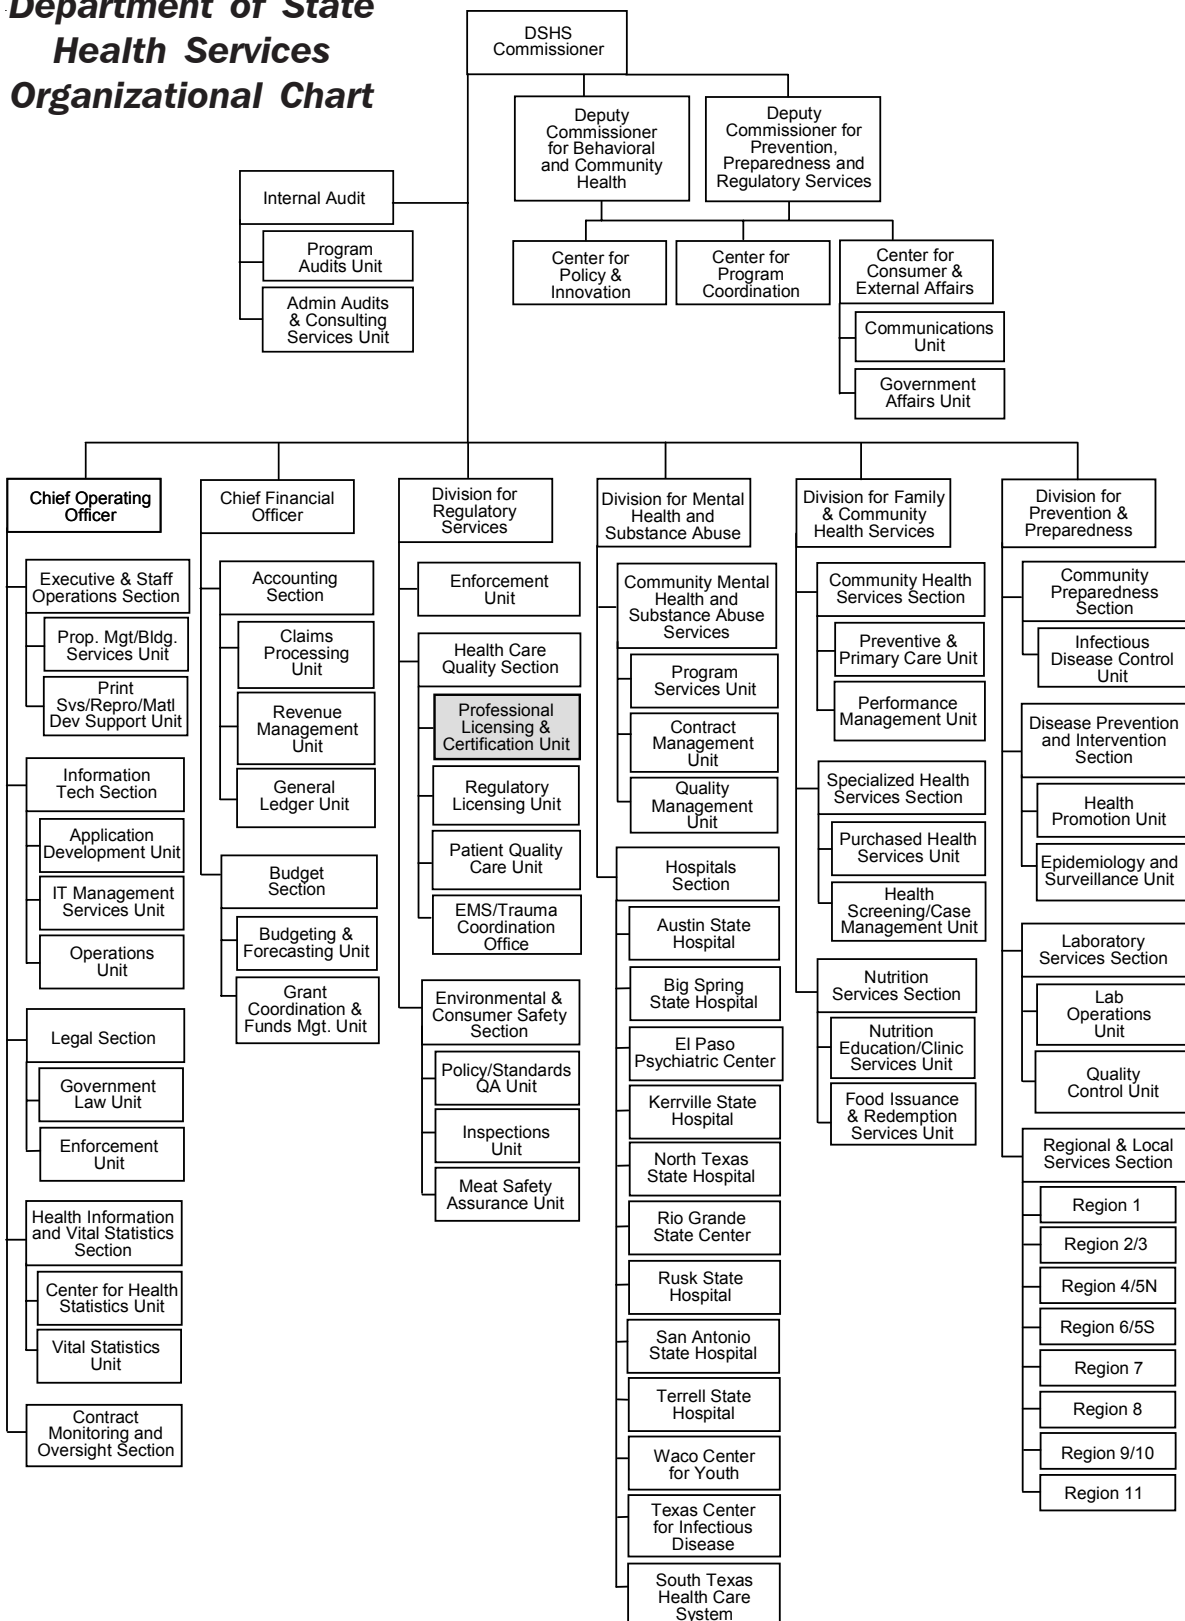 Department of State
Health Services
Organizational Chart
DSHS
Commissioner
Deputy
Commissioner
for Behavioral
and Community
Health
Deputy
Commissioner for
Prevention,
Preparedness and
Regulatory Services
Internal Audit
Program
Audits Unit
Admin Audits
& Consulting
Services Unit
Center for
Policy &
Innovation
Center for
Program
Coordination
Center for
Consumer &
External Affairs
Communications
Unit
Government
Affairs Unit
Chief Operating
Officer
Executive & Staff
Operations Section
Prop. Mgt/Bldg.
Services Unit
Print
Svs/Repro/Matl
Dev Support Unit
Information
Tech Section
Application
Development Unit
IT Management
Services Unit
Operations
Unit
Legal Section
Government
Law Unit
Enforcement
Unit
Health Information
and Vital Statistics
Section
Center for Health
Statistics Unit
Vital Statistics
Unit
Contract
Monitoring and
Oversight Section
Chief Financial
Officer
Accounting
Section
Claims
Processing
Unit
Revenue
Management
Unit
General
Ledger Unit
Budget
Section
Budgeting &
Forecasting Unit
Grant
Coordination &
Funds Mgt. Unit
Division for
Regulatory
Services
Enforcement
Unit
Health Care
Quality Section
Professional
Licensing &
Certification Unit
Regulatory
Licensing Unit
Patient Quality
Care Unit
EMS/Trauma
Coordination
Office
Environmental &
Consumer Safety
Section
Policy/Standards
QA Unit
Inspections
Unit
Meat Safety
Assurance Unit
Division for Mental
Health and
Substance Abuse
Community Mental
Health and
Substance Abuse
Services
Program
Services Unit
Contract
Management
Unit
Quality
Management
Unit
Hospitals
Section
Austin State
Hospital
Big Spring
State Hospital
El Paso
Psychiatric Center
Kerrville State
Hospital
North Texas
State Hospital
Rio Grande
State Center
Rusk State
Hospital
San Antonio
State Hospital
Terrell State
Hospital
Waco Center
for Youth
Texas Center
for Infectious
Disease
South Texas
Health Care
System
Division for Family
& Community
Health Services
Community Health
Services Section
Preventive &
Primary Care Unit
Performance
Management Unit
Specialized Health
Services Section
Purchased Health
Services Unit
Health
Screening/Case
Management Unit
Nutrition
Services Section
Nutrition
Education/Clinic
Services Unit
Food Issuance
& Redemption
Services Unit
Division for
Prevention &
Preparedness
Community
Preparedness
Section
Infectious
Disease Control
Unit
Disease Prevention
and Intervention
Section
Health
Promotion Unit
Epidemiology and
Surveillance Unit
Laboratory
Services Section
Lab
Operations
Unit
Quality
Control Unit
Regional & Local
Services Section
Region 1
Region 2/3
Region 4/5N
Region 6/5S
Region 7
Region 8
Region 9/10
Region 11